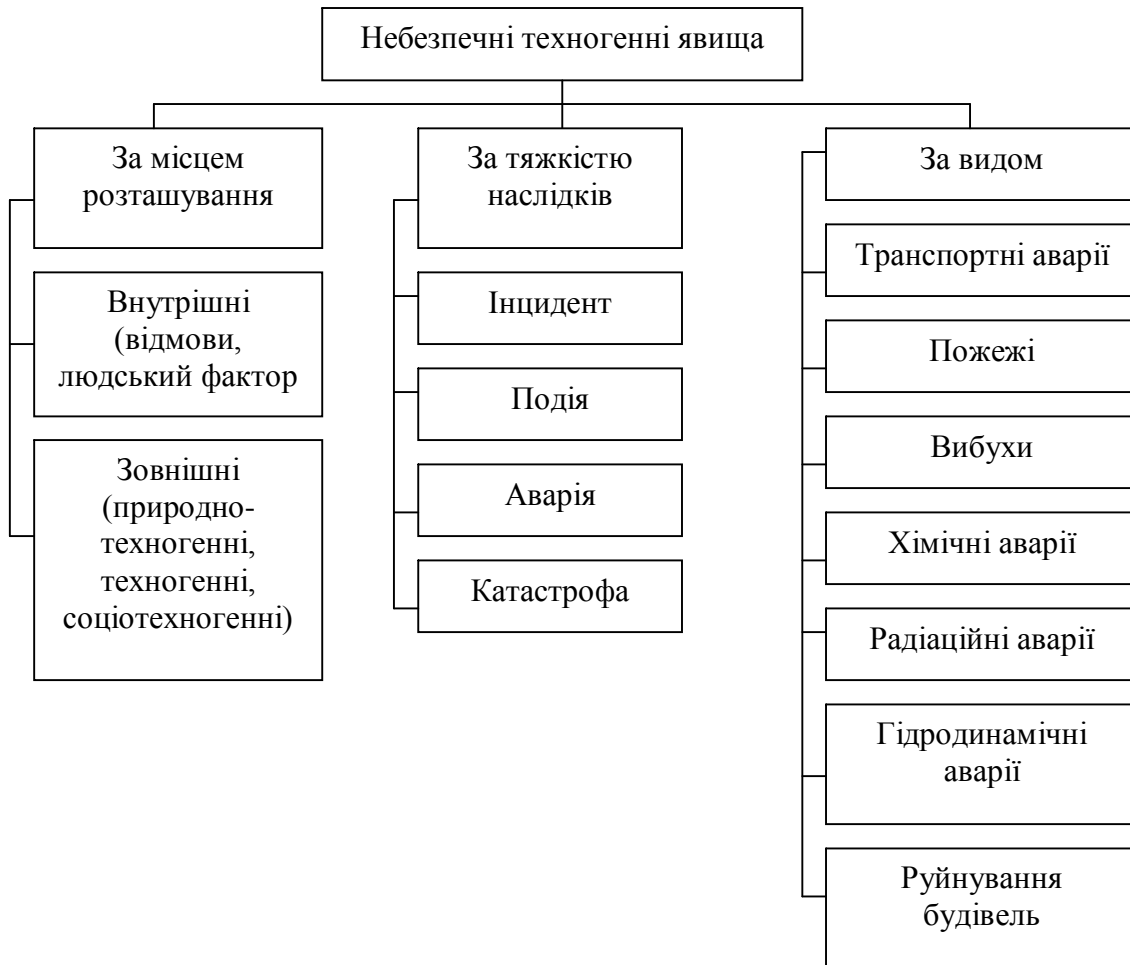 Небезпечні техногенні явища
За місцем
розташування
Внутрішні
(відмови,
людський фактор
Зовнішні
(природно-
техногенні,
техногенні,
соціотехногенні)
За тяжкістю
наслідків
Інцидент
Подія
Аварія
Катастрофа
За видом
Транспортні аварії
Пожежі
Вибухи
Хімічні аварії
Радіаційні аварії
Гідродинамічні
аварії
Руйнування
будівель